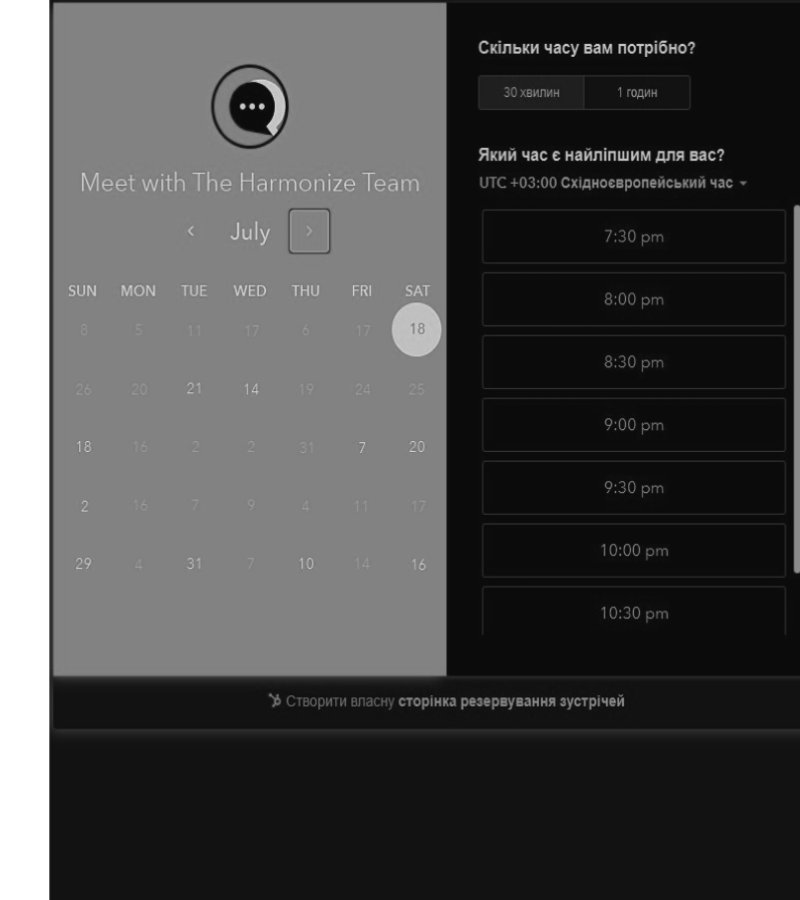 Meet with The Harmonize Team
‹ July ›
SUN MON TUE WED THU FRI SAT
8 5 11 17 6 17 18
26 20 21 14 19 24 25
18 16 2 2 31 7 20
2 16 7 9 4 11 17
29 4 31 7 10 14 16
Скільки часу вам потрібно?
30 хвилин 1 годин
Який час є найліпшим для вас?
UTC +03:00 Східноєвропейський час
7:30 pm
8:00 pm
8:30 pm
9:00 pm
9:30 pm
10:00 pm
10:30 pm
Створити власну сторінка резервування зустрічей